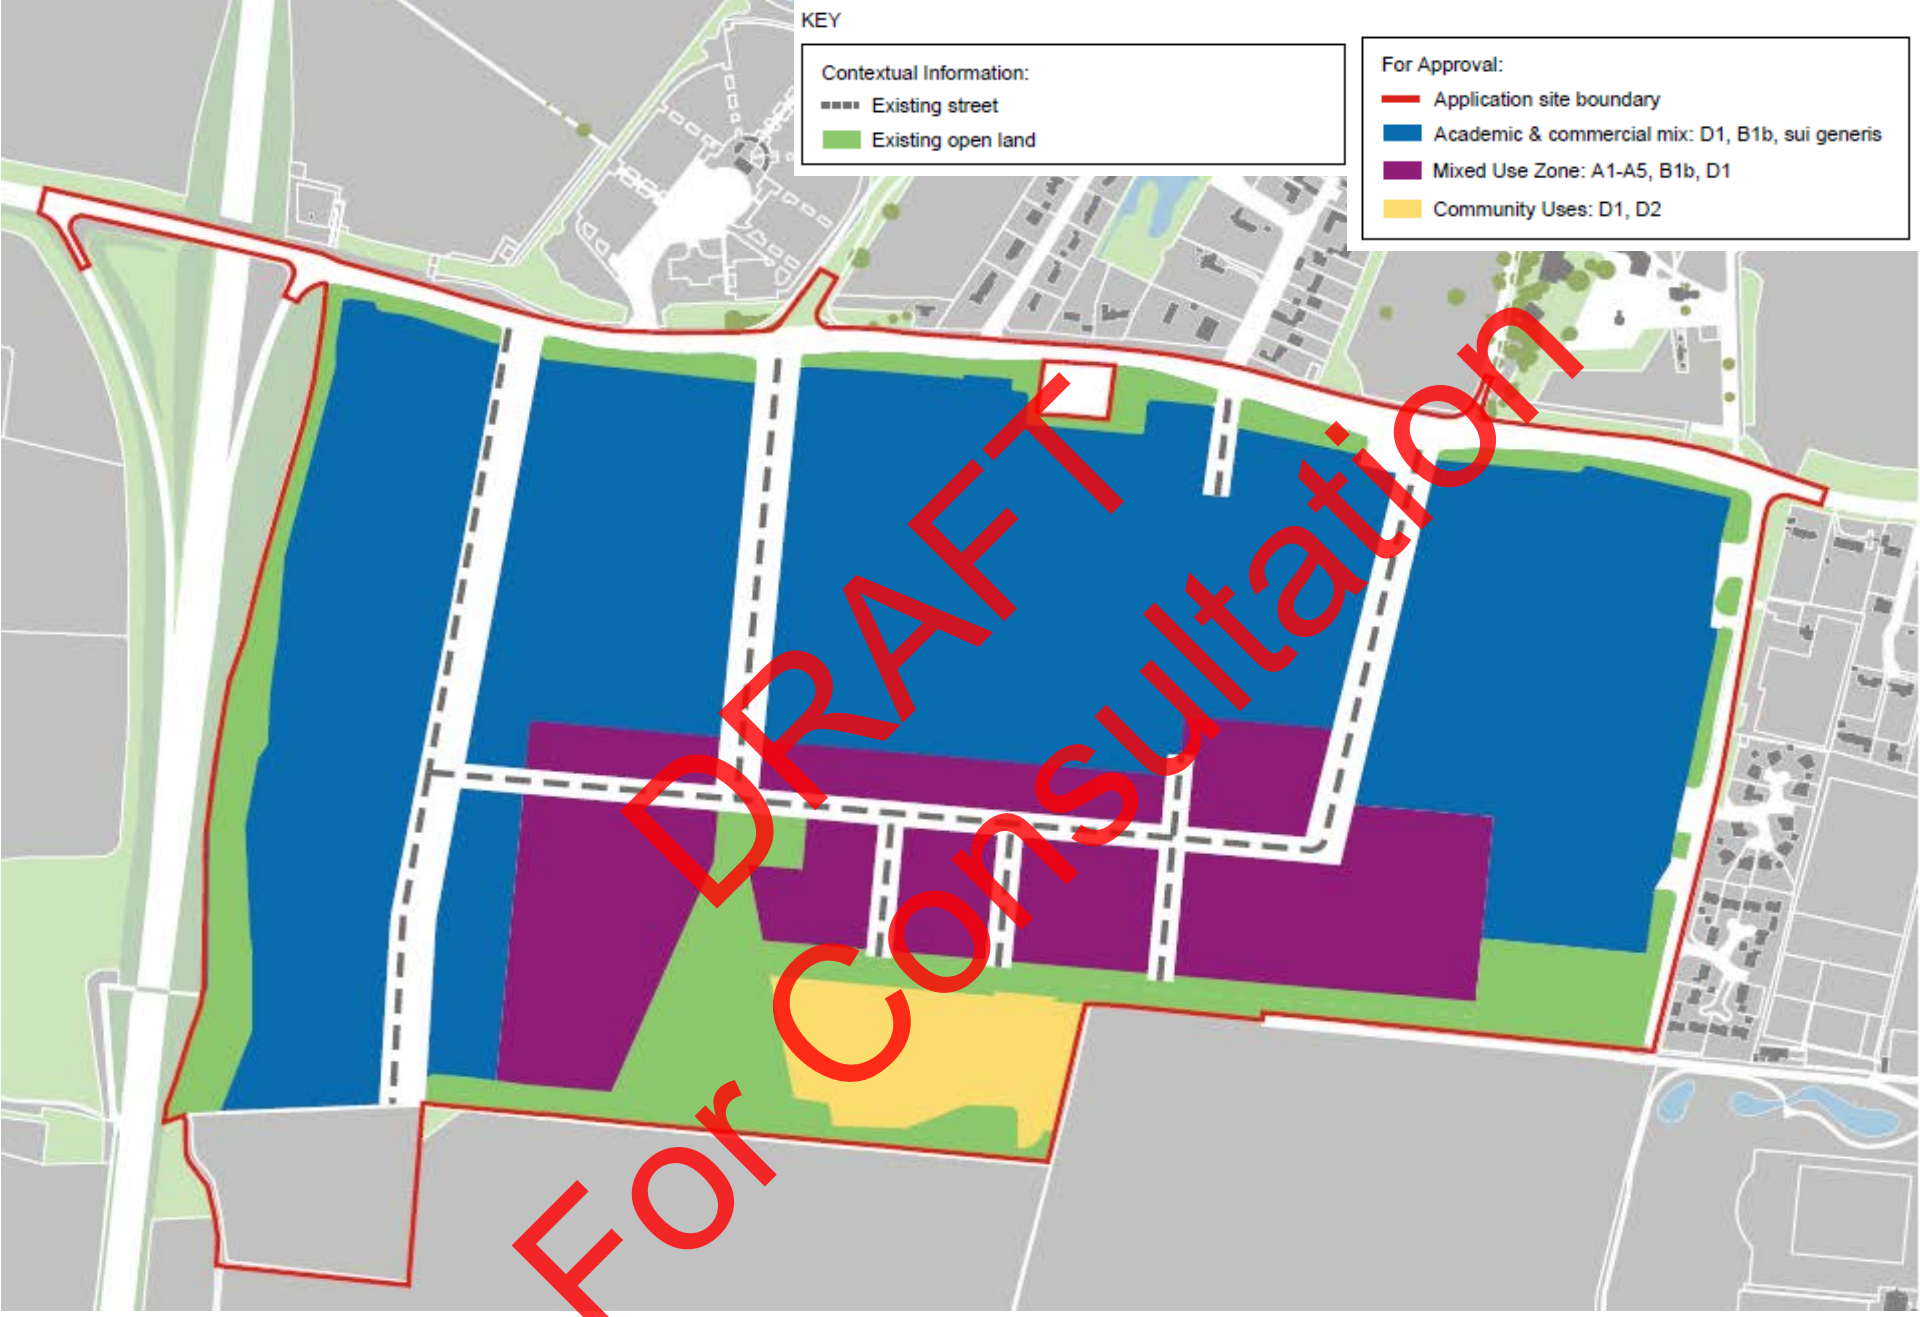 KEY
Contextual Information:
Existing street
Existing open land
For Approval:
Application site boundary
Academic & commercial mix: D1, B1b, sui generis
Mixed Use Zone: A1-A5, B1b, D1
Community Uses: D1, D2
DRAFT
For Consultation